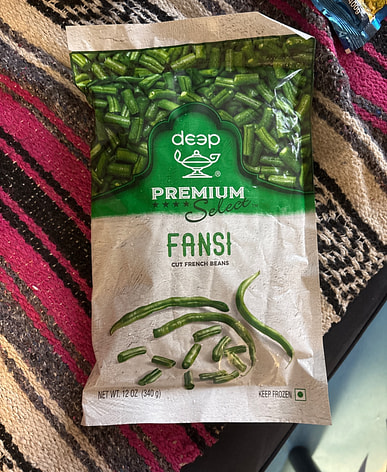 deep
®
PREMIUM
Select
FANSI
CUT FRENCH BEANS
NET WT. 12 OZ (340 g)
KEEP FROZEN